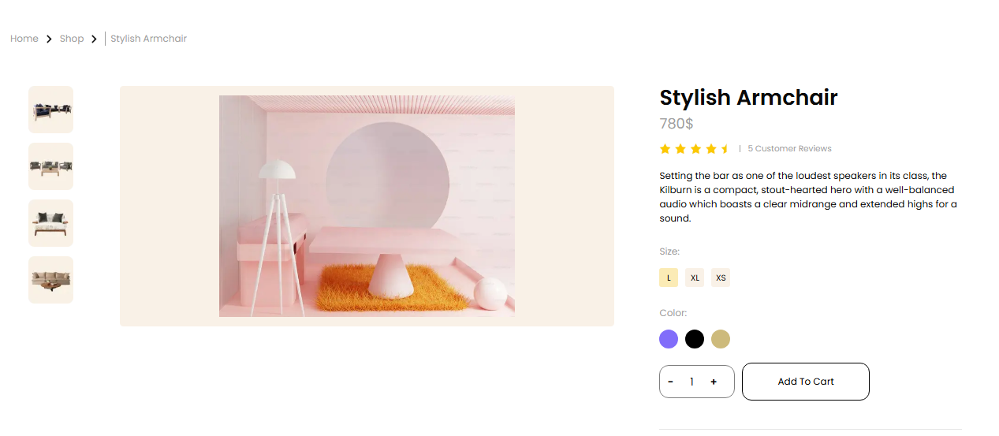 Home Shop Stylish Armchair
Stylish Armchair
780$
5 Customer Reviews
Setting the bar as one of the loudest speakers in its class, the
Kilburn is a compact, stout-hearted hero with a well-balanced
audio which boasts a clear midrange and extended highs for a
sound.
Size:
L XL XS
Color:
- 1 +
Add To Cart